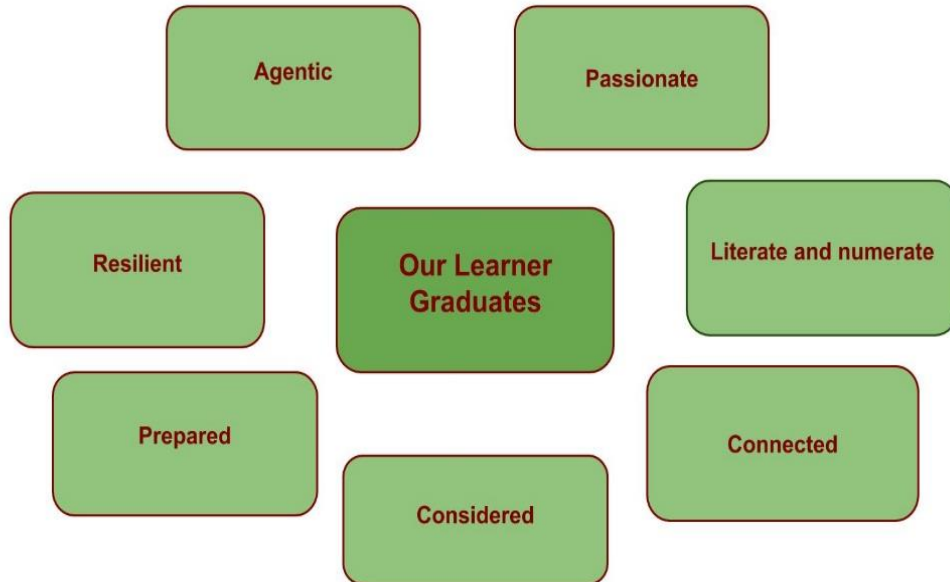 Agentic
Passionate
Resilient
Our Learner
Graduates
Literate and numerate
Prepared
Connected
Considered